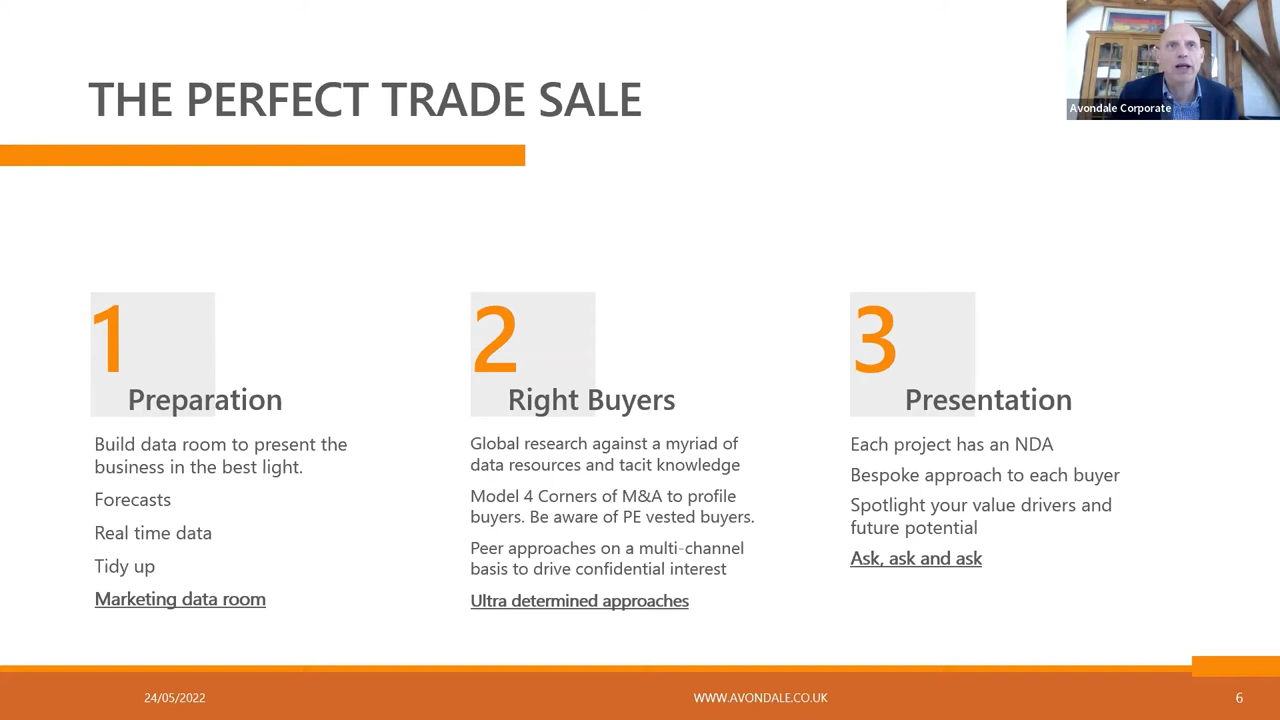 THE PERFECT TRADE SALE
Avondale Corporate
1
Preparation
Build data room to present the
business in the best light.
Forecasts
Real time data
Tidy up
Marketing data room
2
Right Buyers
Global research against a myriad of
data resources and tacit knowledge
Model 4 Corners of M&A to profile
buyers. Be aware of PE vested buyers.
Peer approaches on a multi-channel
basis to drive confidential interest
Ultra determined approaches
3
Presentation
Each project has an NDA
Bespoke approach to each buyer
Spotlight your value drivers and
future potential
Ask, ask and ask
24/05/2022
WWW.AVONDALE.CO.UK
6